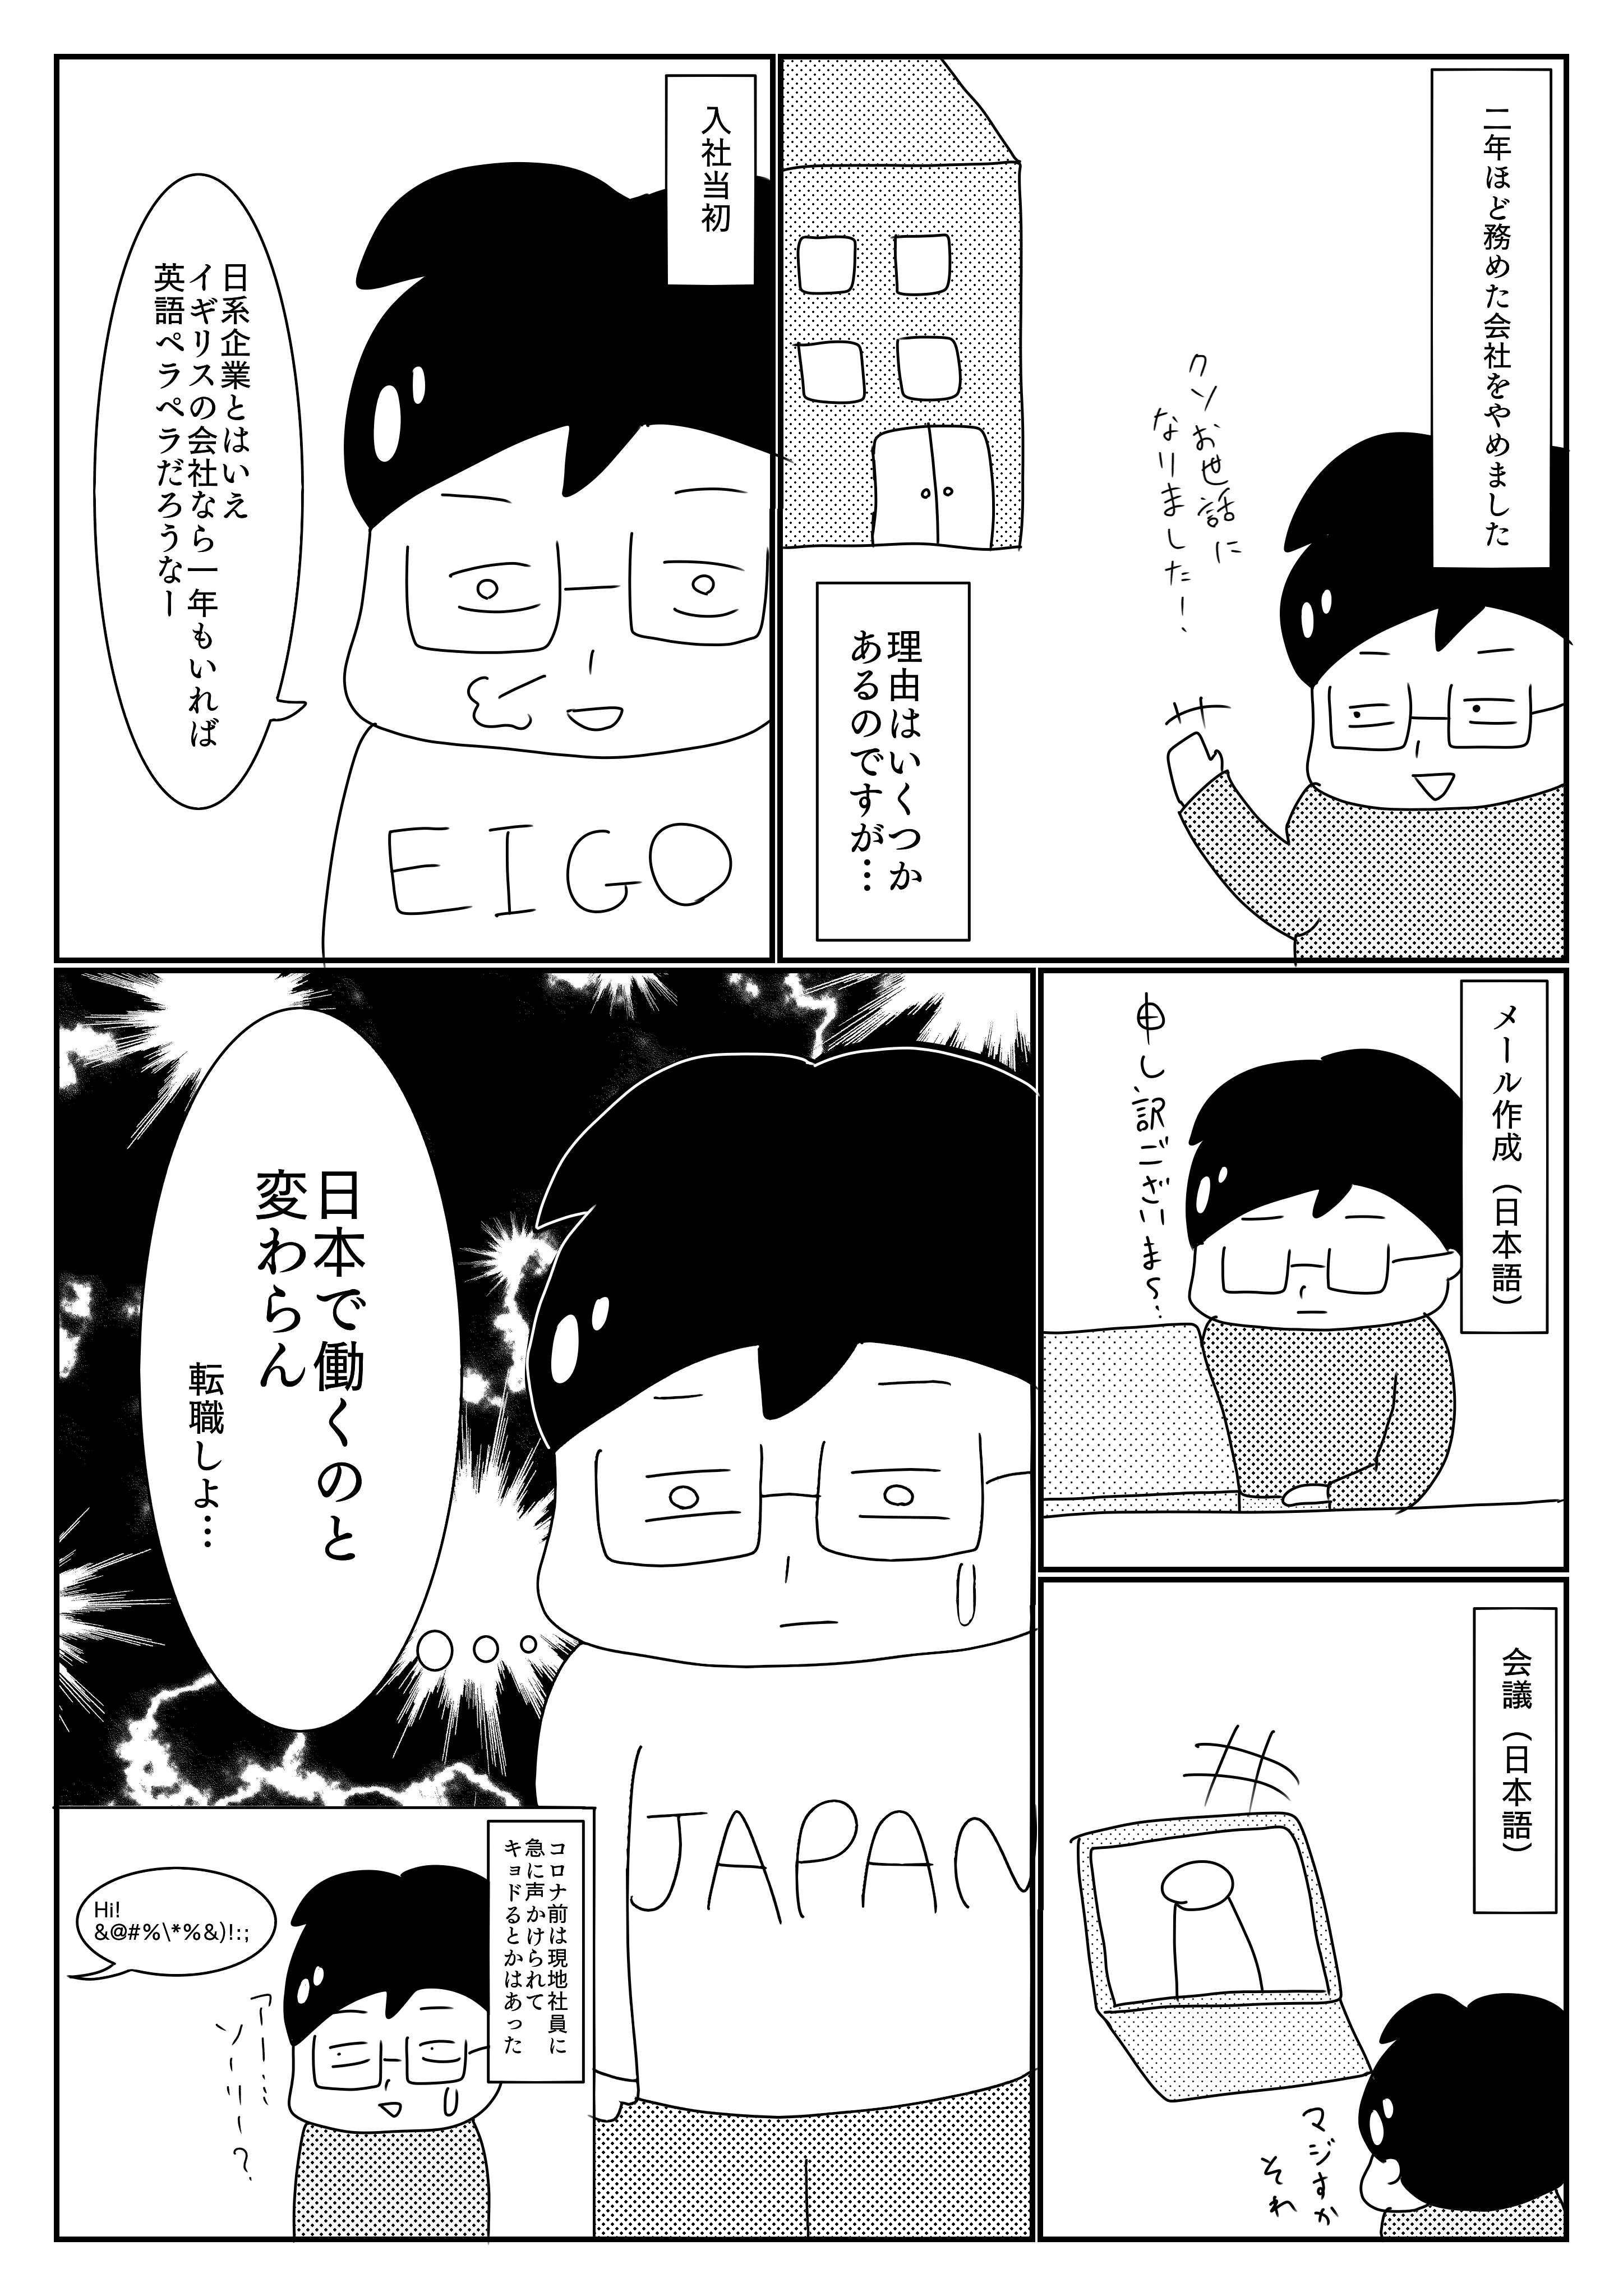 二年ほど務めた会社をやめました
クソお世話に
なりました！
理由はいくつか
あるのですが…
入社当初
日系企業とはいえ
イギリスの会社なら一年もいれば
英語ペラペラだろうなー
EIGO
メール作成（日本語）
申し訳ございま〜
会議（日本語）
マジすか
それ
日本で働くのと
変わらん
転職しよ…
JAPAN
コロナ前は現地社員に
急に声かけられて
キョドるとかはあった
Hi!
&@#%\*%&)!:;
アー…
ソーリー？